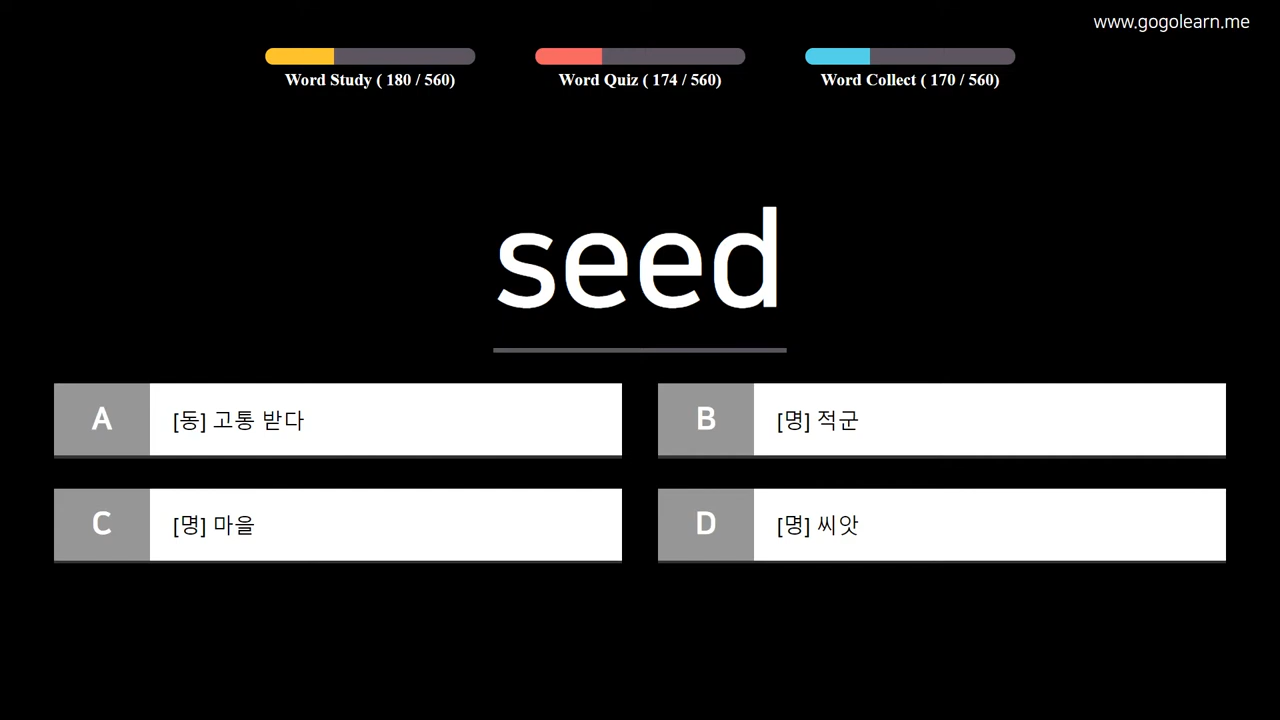 www.gogolearn.me
Word Study ( 180 / 560)
Word Quiz ( 174 / 560)
Word Collect ( 170 / 560)
seed
A [동] 고통 받다
B [명] 적군
C [명] 마을
D [명] 씨앗